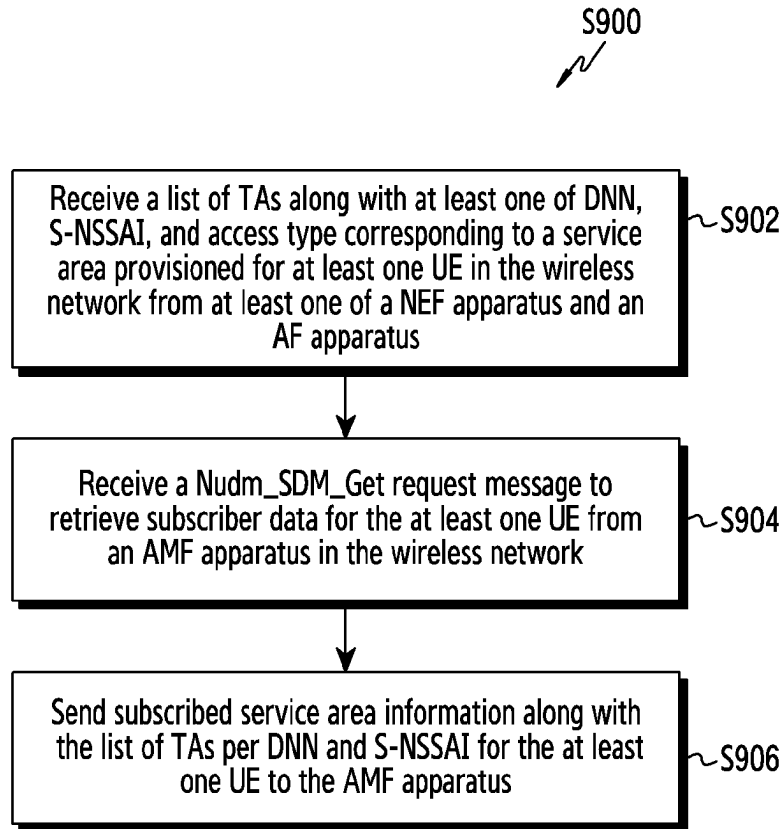 S900
Receive a list of TAs along with at least one of DNN,
S-NSSAI, and access type corresponding to a service
area provisioned for at least one UE in the wireless
network from at least one of a NEF apparatus and an
AF apparatus
S902
Receive a Nudm_SDM_Get request message to
retrieve subscriber data for the at least one UE from
an AMF apparatus in the wireless network
S904
Send subscribed service area information along with
the list of TAs per DNN and S-NSSAI for the at least
one UE to the AMF apparatus
S906